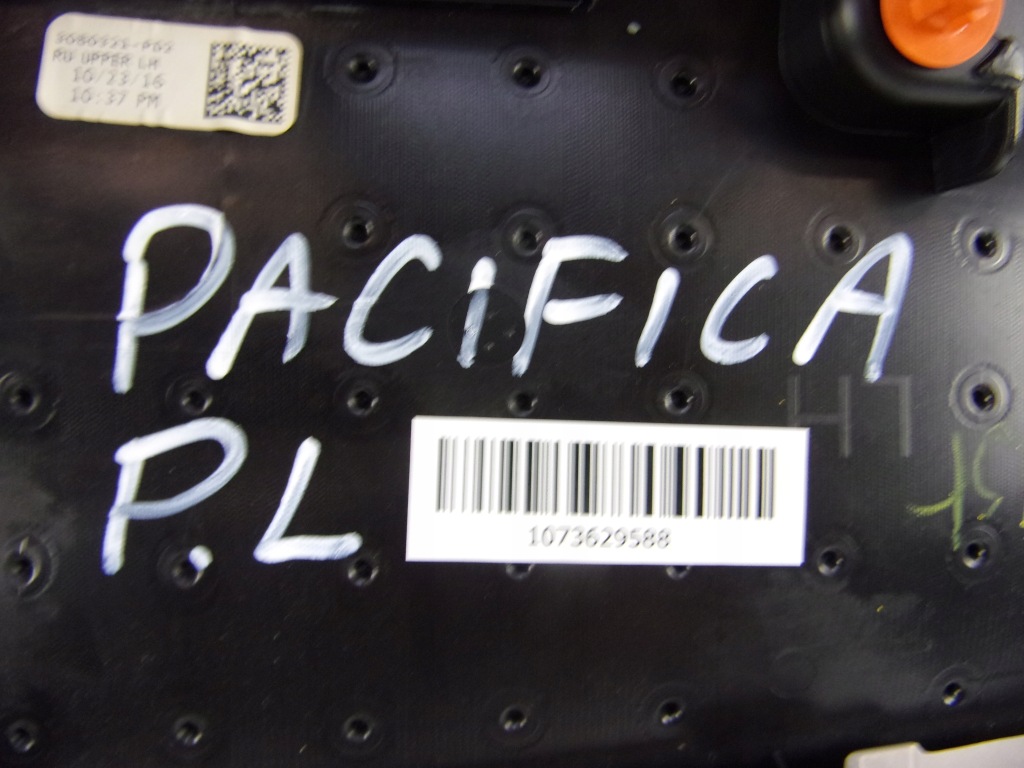 RU UPPER LH
10/23/16
10:37 PM
PACiFICA
P.L
1073629588